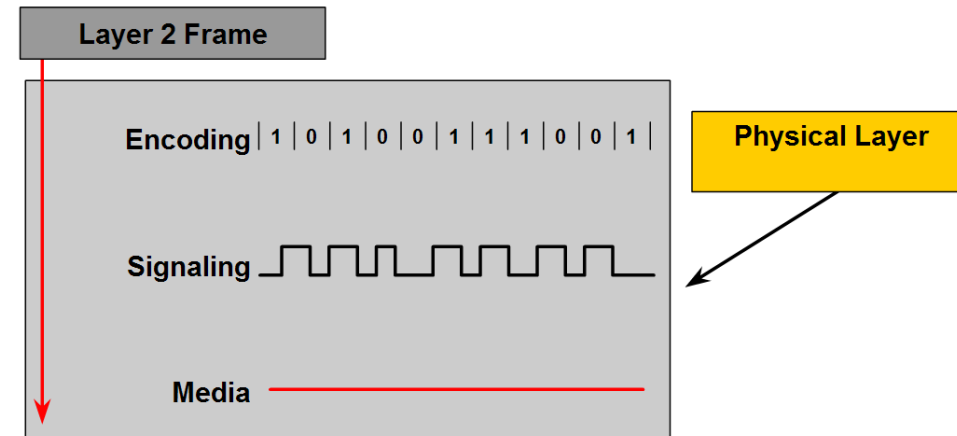 Layer 2 Frame
Encoding | 1 | 0 | 1 | 0 | 0 | 1 | 1 | 1 | 0 | 0 | 1 |
Physical Layer
Signaling
Media